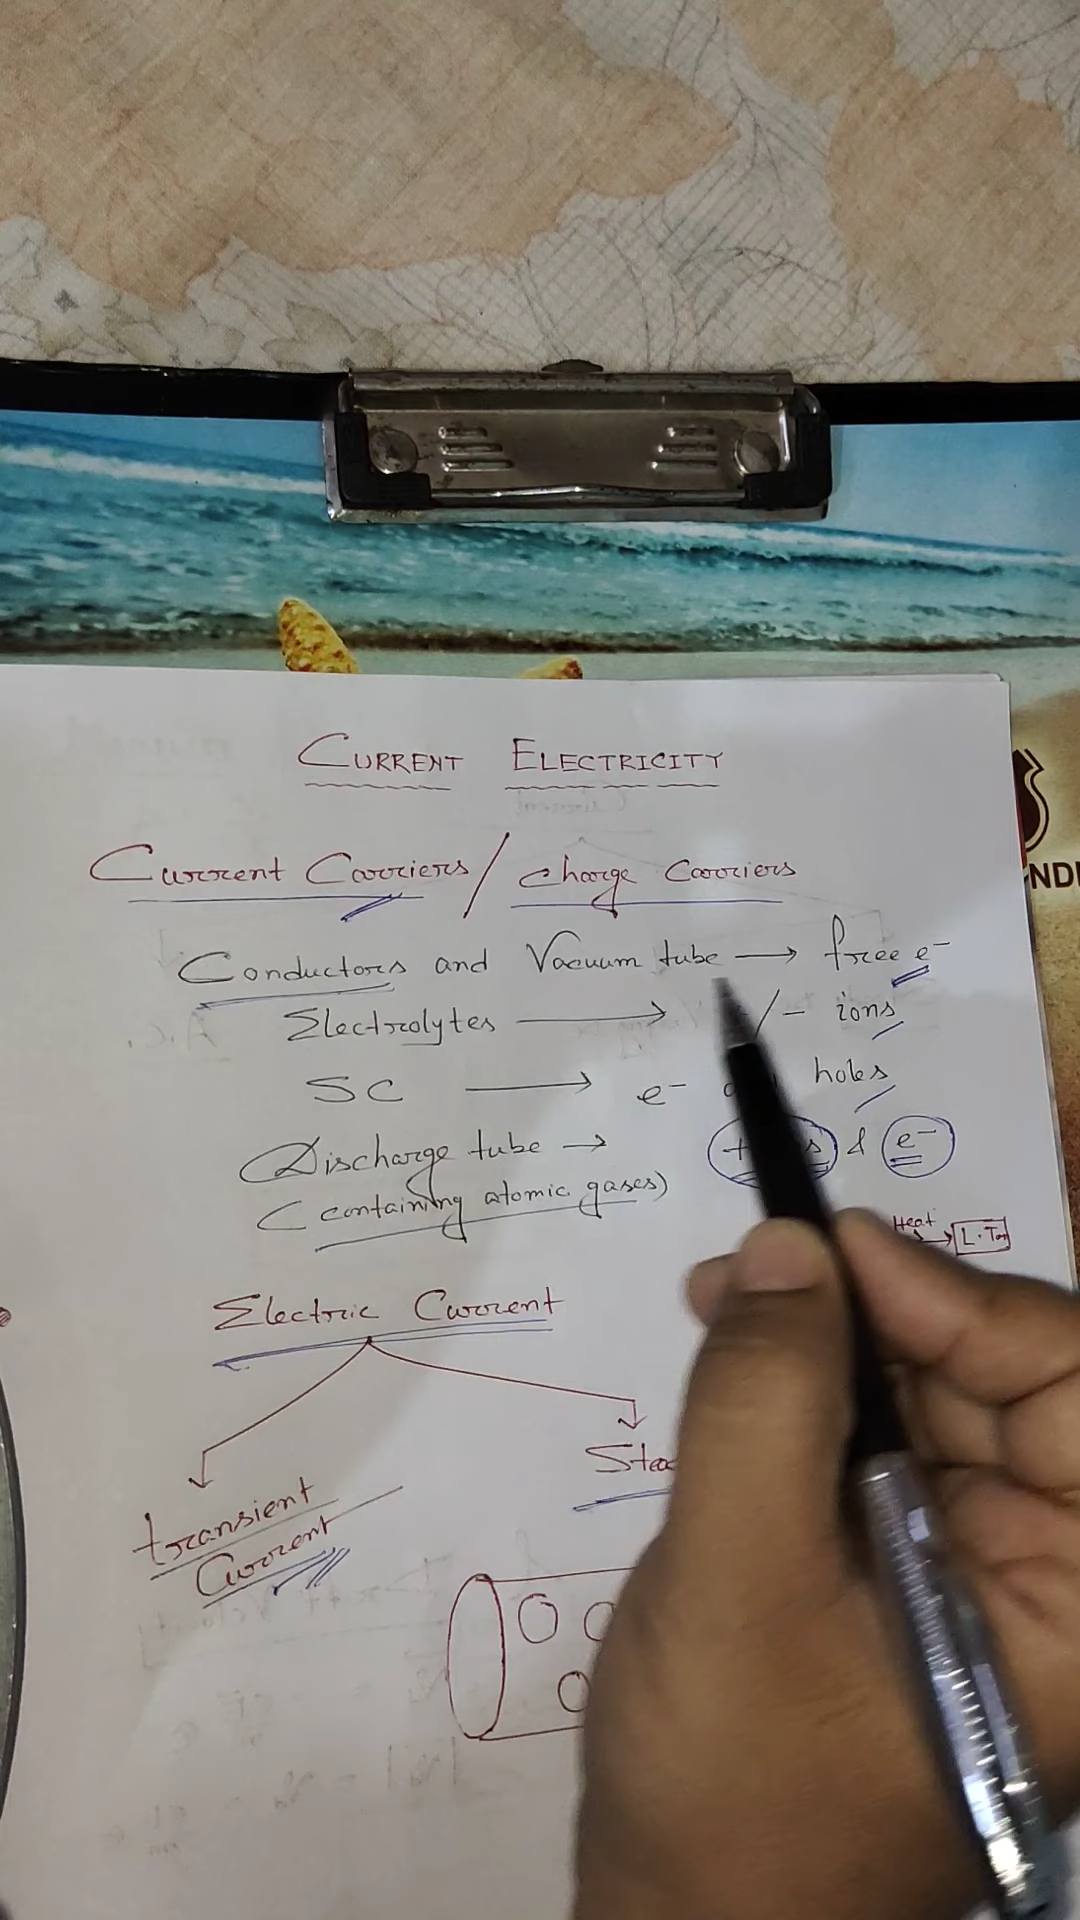 CURRENT ELECTRICITY
Current Carriers / Charge Carriers
Conductors and Vacuum tube → free e⁻
Electrolytes → / - ions
SC → e⁻ holes
Discharge tube → + s & e⁻
(containing atomic gases)
Heat → L.
Electric Current
transient
Current